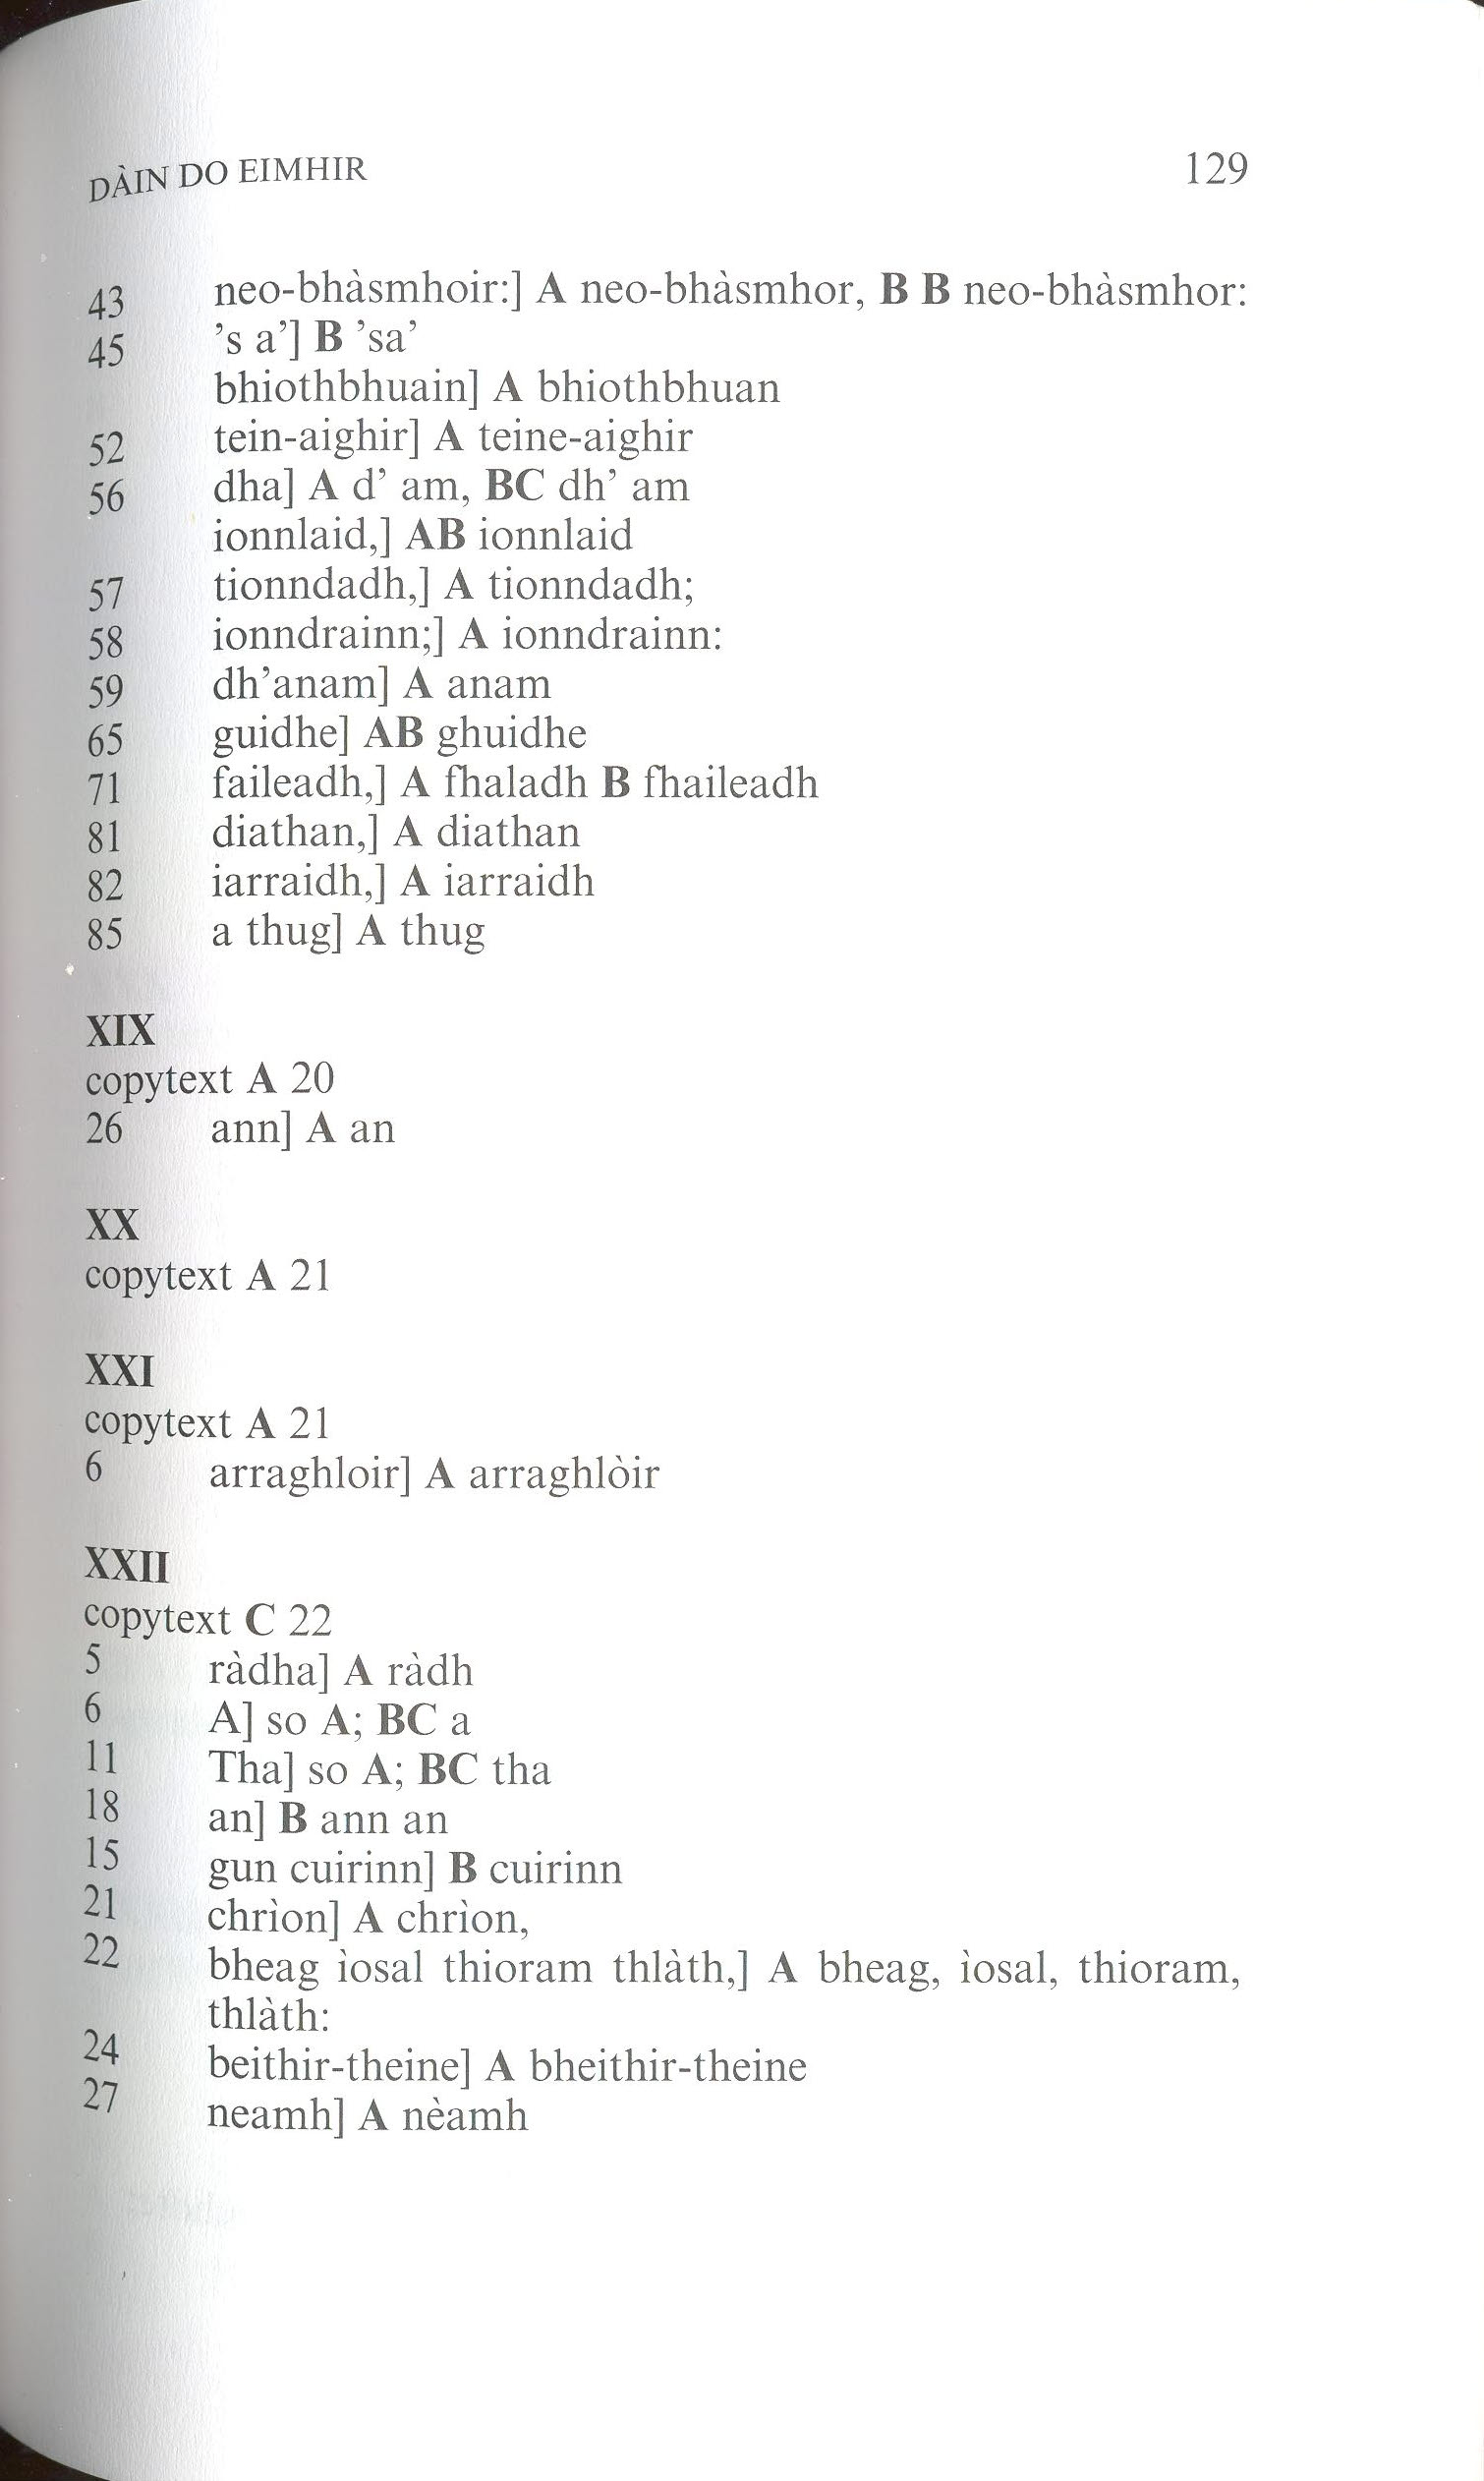 DÀIN DO EIMHIR 129
43 neo-bhàsmhoir:] A neo-bhàsmhor, B B neo-bhàsmhor:
45 ’s a’] B ’sa’
bhiothbhuain] A bhiothbhuan
52 tein-aighir] A teine-aighir
56 dha] A d’ am, BC dh’ am
ionnlaid,] AB ionnlaid
57 tionndadh,] A tionndadh;
58 ionndrainn;] A ionndrainn:
59 dh’anam] A anam
65 guidhe] AB ghuidhe
71 faileadh,] A fhaladh B fhaileadh
81 diathan,] A diathan
82 iarraidh,] A iarraidh
85 a thug] A thug
XIX
copytext A 20
26 ann] A an
XX
copytext A 21
XXI
copytext A 21
6 arraghloir] A arraghlòir
XXII
copytext C 22
5 ràdha] A ràdh
6 A] so A; BC a
11 Tha] so A; BC tha
18 an] B ann an
15 gun cuirinn] B cuirinn
21 chrìon] A chrìon,
22 bheag ìosal thioram thlàth,] A bheag, ìosal, thioram,
thlàth:
24 beithir-theine] A bheithir-theine
27 neamh] A nèamh